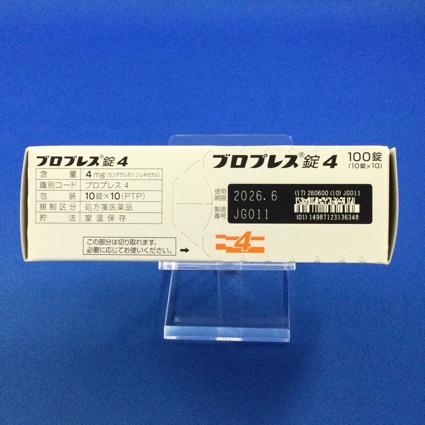 ブロプレス®錠4
含量 4mg(カンデサルタン シレキセチル)
識別コード ブロプレス4
包装 10錠×10(PTP)
規制区分 処方箋医薬品
貯法 室温保存
この部分は切り取れます。
必要に応じてお使いください。
ブロプレス®錠4 100錠
(10錠×10)
使用期限 2026.6
製造番号 JG011
(17) 260600 (10) JG011
(01) 14987123136348
4